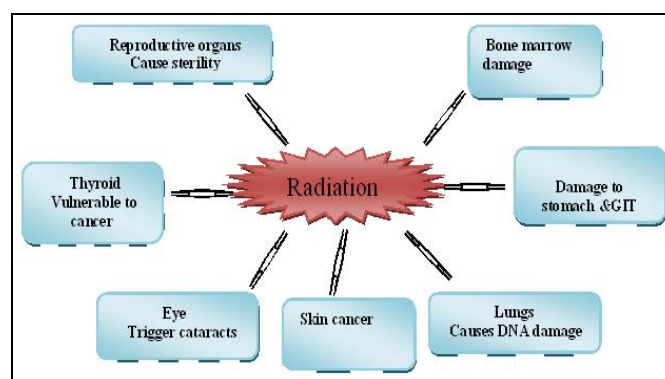 Reproductive organs
Cause sterility
Bone marrow
damage
Thyroid
Vulnerable to
cancer
Radiation
Damage to
stomach &GIT
Eye
Trigger cataracts
Skin cancer
Lungs
Causes DNA damage